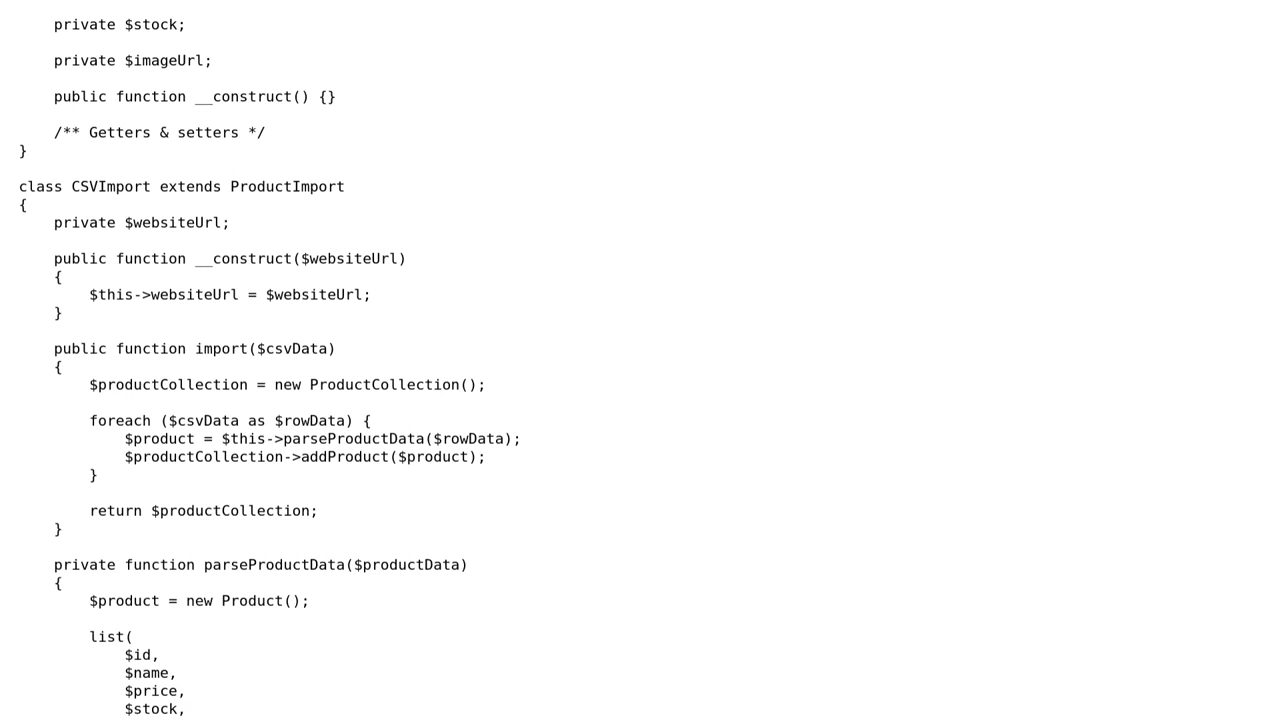 private $stock;

    private $imageUrl;

    public function __construct() {}

    /** Getters & setters */
}

class CSVImport extends ProductImport
{
    private $websiteUrl;

    public function __construct($websiteUrl)
    {
        $this->websiteUrl = $websiteUrl;
    }

    public function import($csvData)
    {
        $productCollection = new ProductCollection();

        foreach ($csvData as $rowData) {
            $product = $this->parseProductData($rowData);
            $productCollection->addProduct($product);
        }

        return $productCollection;
    }

    private function parseProductData($productData)
    {
        $product = new Product();

        list(
            $id,
            $name,
            $price,
            $stock,